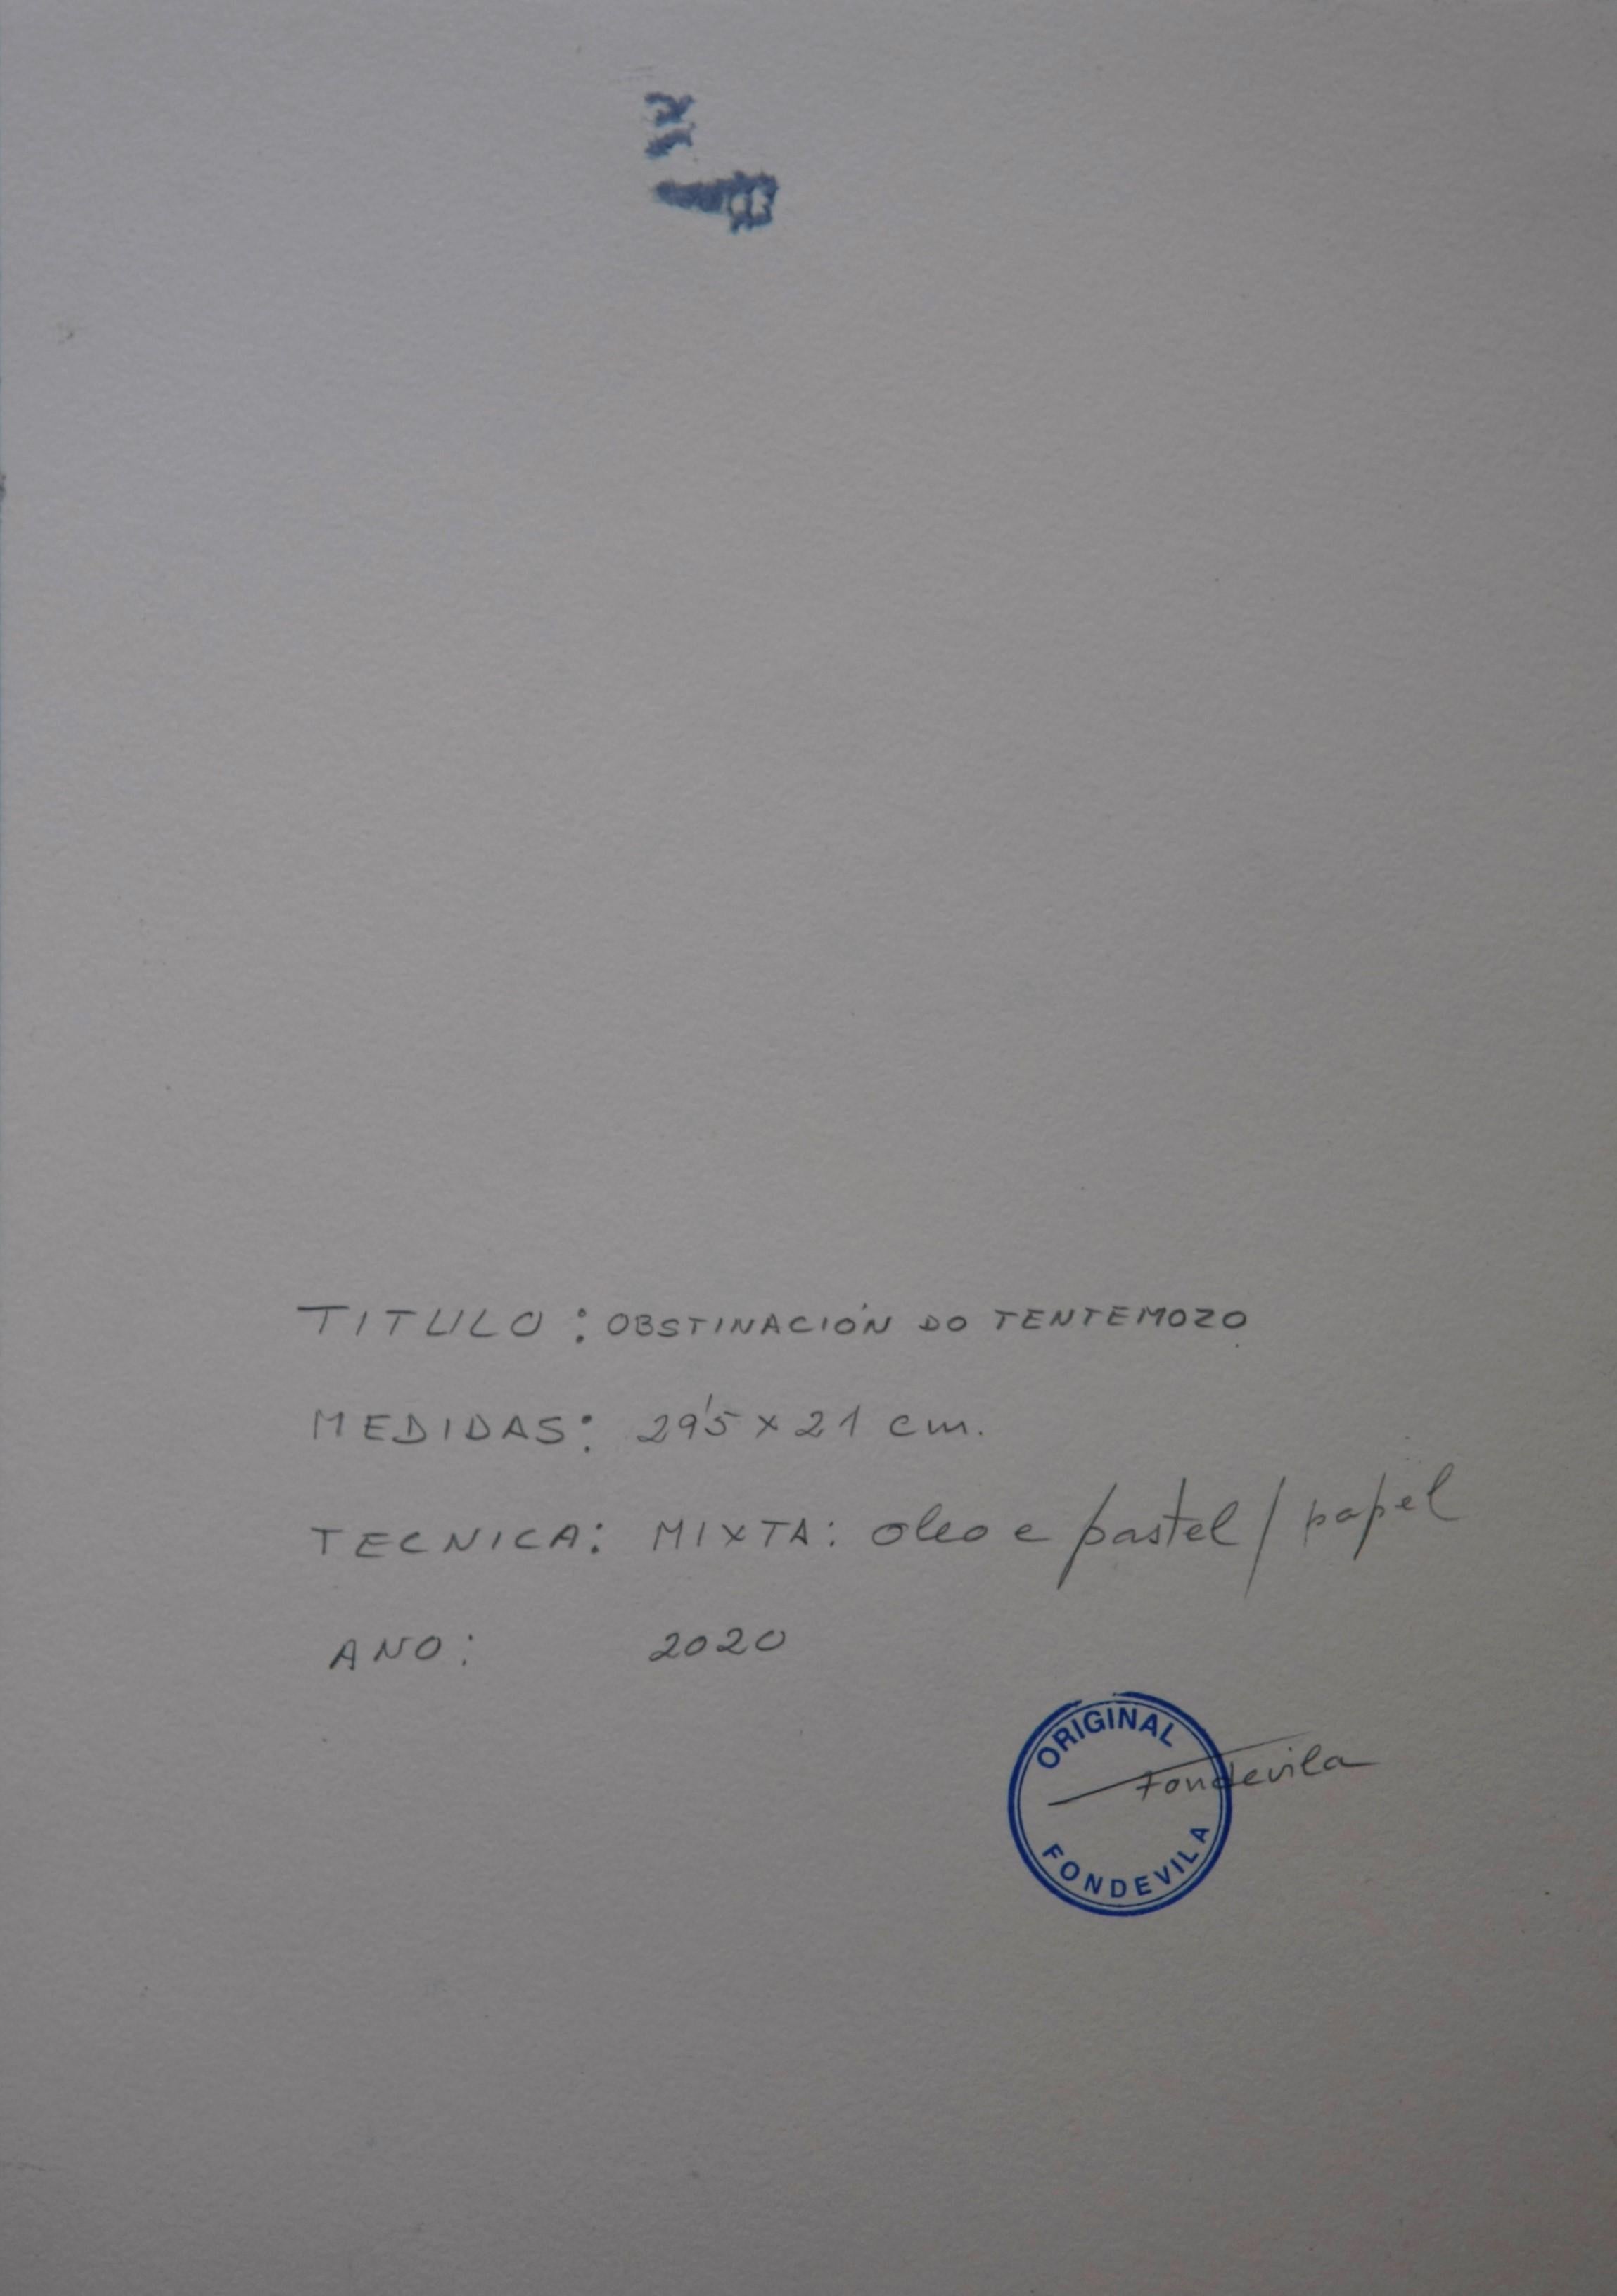 TITULO: OBSTINACIÓN DO TENTEMOZO
MEDIDAS: 29'5 x 21 cm.
TECNICA: MIXTA: oleo e pastel / papel
ANO: 2020
ORIGINAL
Fondevila
FONDEVILA